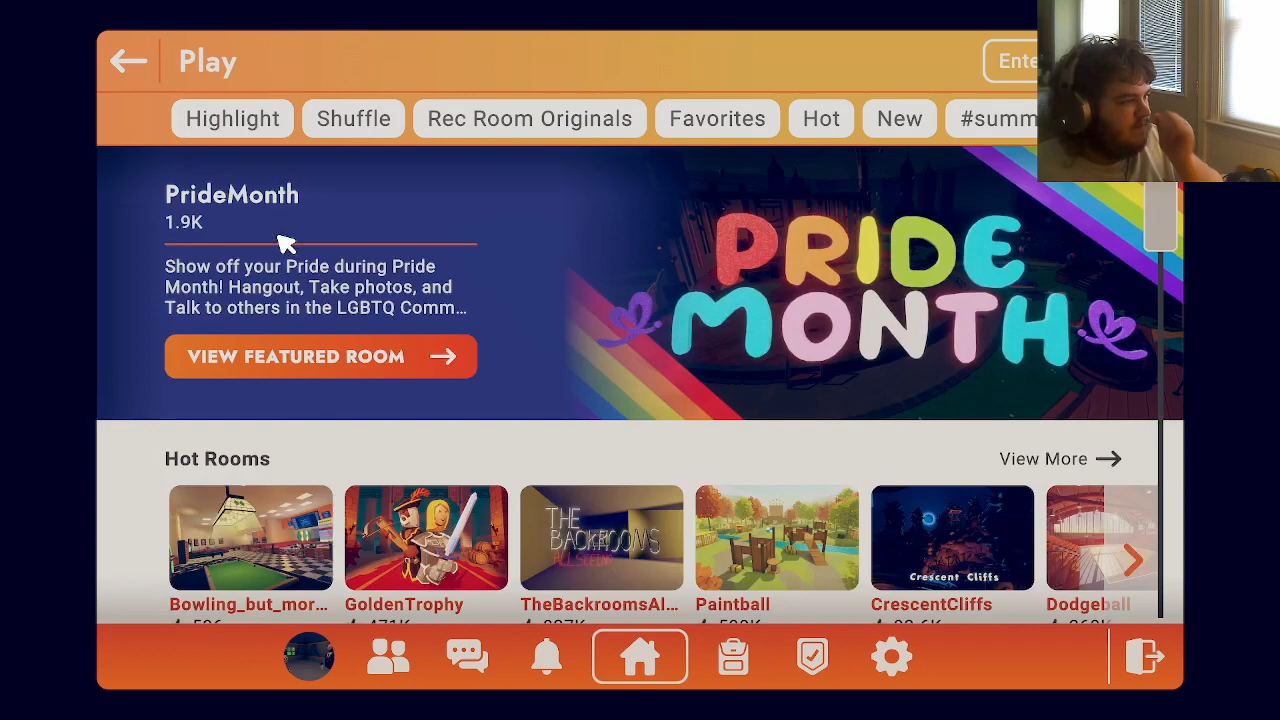 Play
Ente
Highlight
Shuffle
Rec Room Originals
Favorites
Hot
New
#summ
PrideMonth
1.9K
Show off your Pride during Pride
Month! Hangout, Take photos, and
Talk to others in the LGBTQ Comm...
VIEW FEATURED ROOM
PRIDE
MONTH
Hot Rooms
View More
THE
BACKROOMS
Crescent Cliffs
Bowling_but_mor...
GoldenTrophy
TheBackroomsAl...
Paintball
CrescentCliffs
Dodgeball